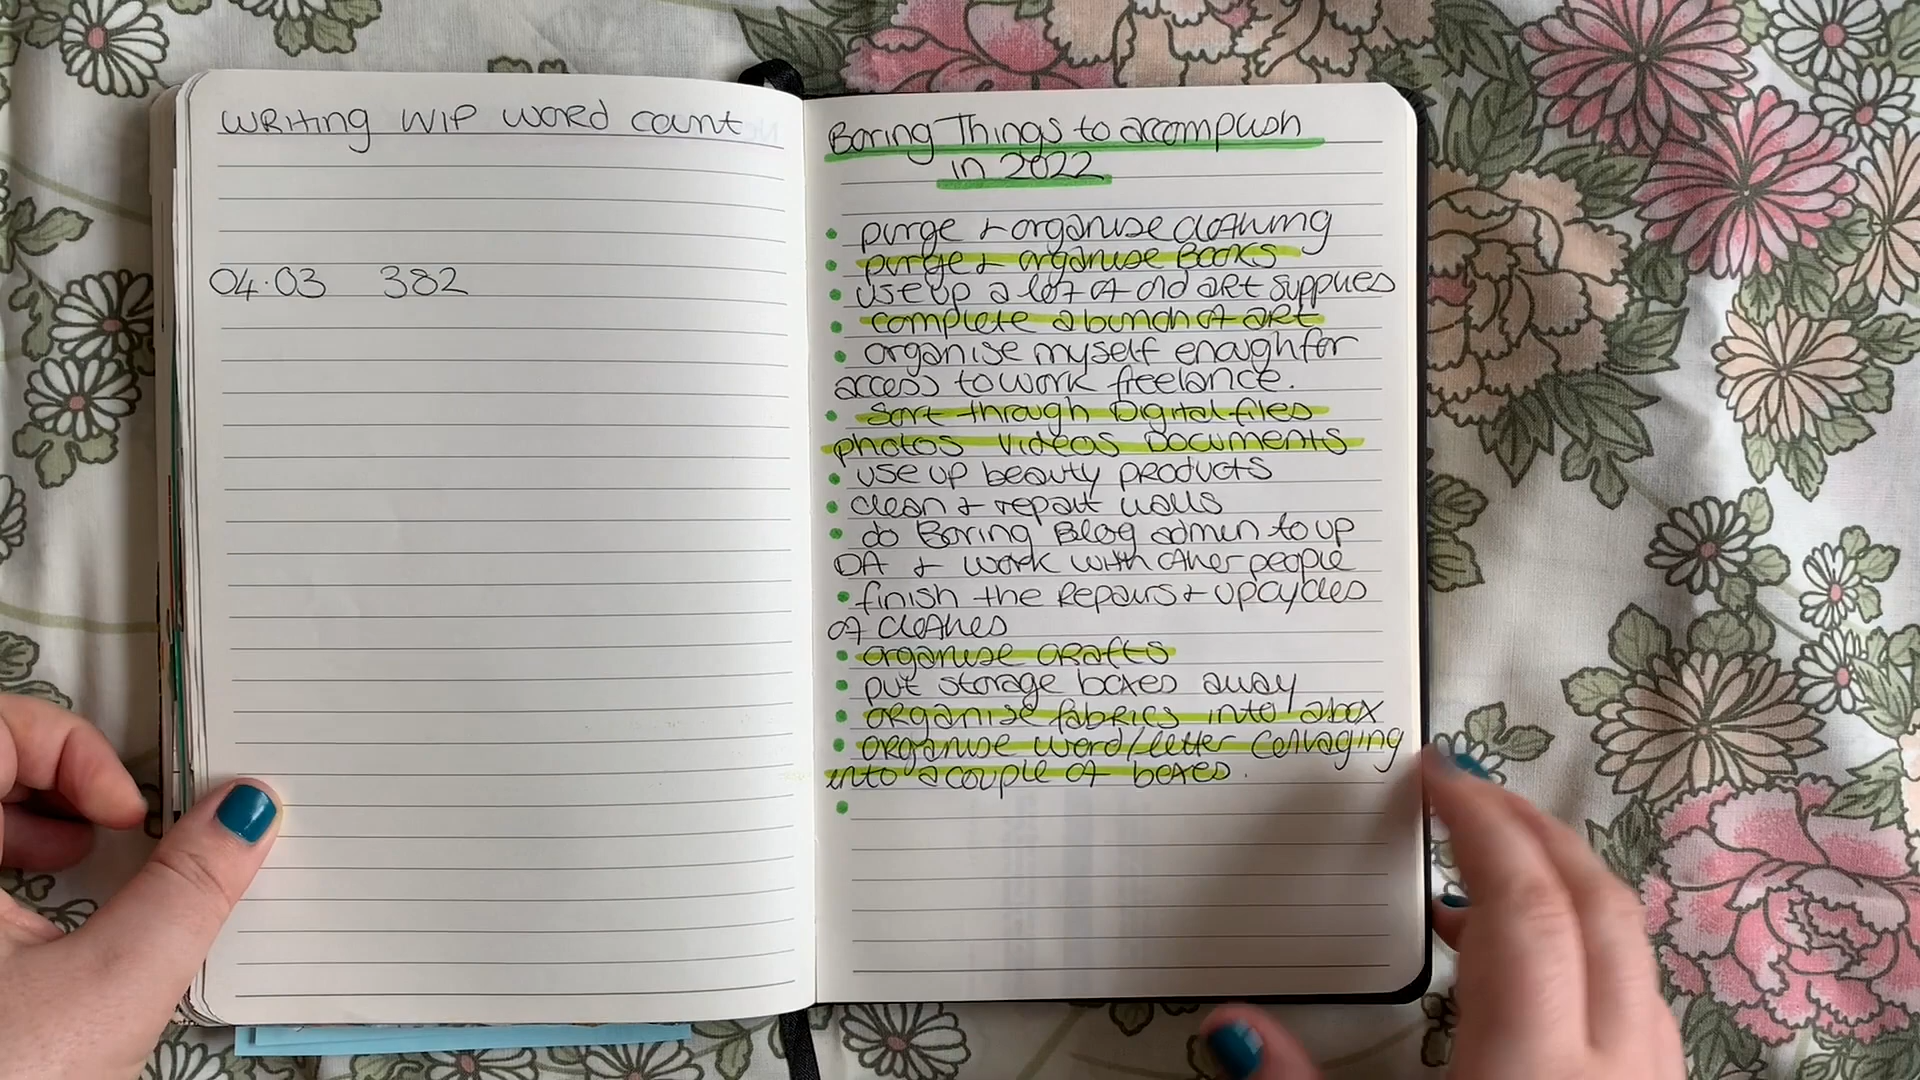 WRiting WIP WORD count
04.03 382
Boring Things to accomplish
in 2022
• purge + organise clothing
• purge + organise BOOKS
• use up a lot of old aRt supplies
• complete a bunch of aRt
• organise myself enough for
access to work freelance.
• Sort through Digital files
photos Videos Documents
• use up beauty products
• clean + repair walls
• do Boring Blog admin to up
DA + work with other people
• finish the Repairs + upcycles
of clothes
• organise cRafts
• put storage boxes away
• ORganise fabrics into a box
• ORganise word/letter Collaging
into a couple of boxes.
•